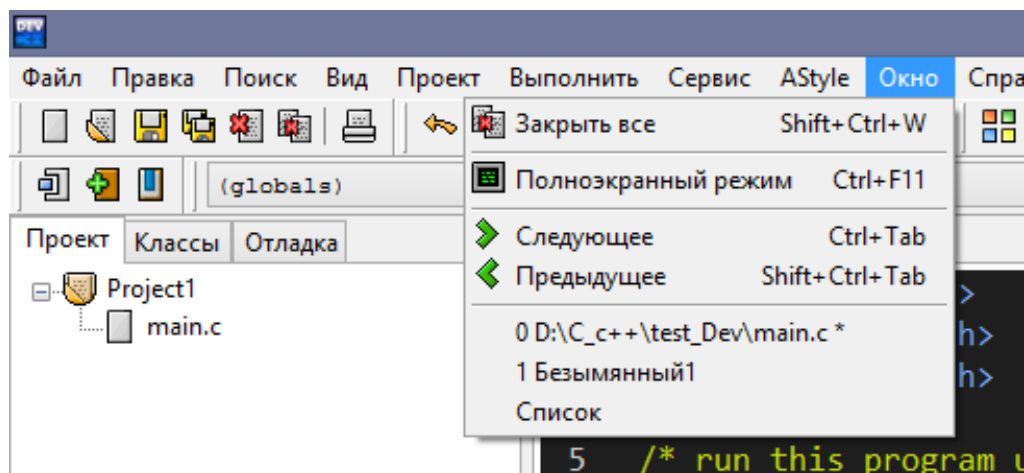 DEV
Файл Правка Поиск Вид Проект Выполнить Сервис AStyle Окно
Закрыть все Shift+Ctrl+W
Полноэкранный режим Ctrl+F11
(globals)
Следующее Ctrl+Tab
Предыдущее Shift+Ctrl+Tab
0 D:\C_c++\test_Dev\main.c *
1 Безымянный1
Список
Проект Классы Отладка
Project1
main.c
>
h>
h>
5 /* run this program